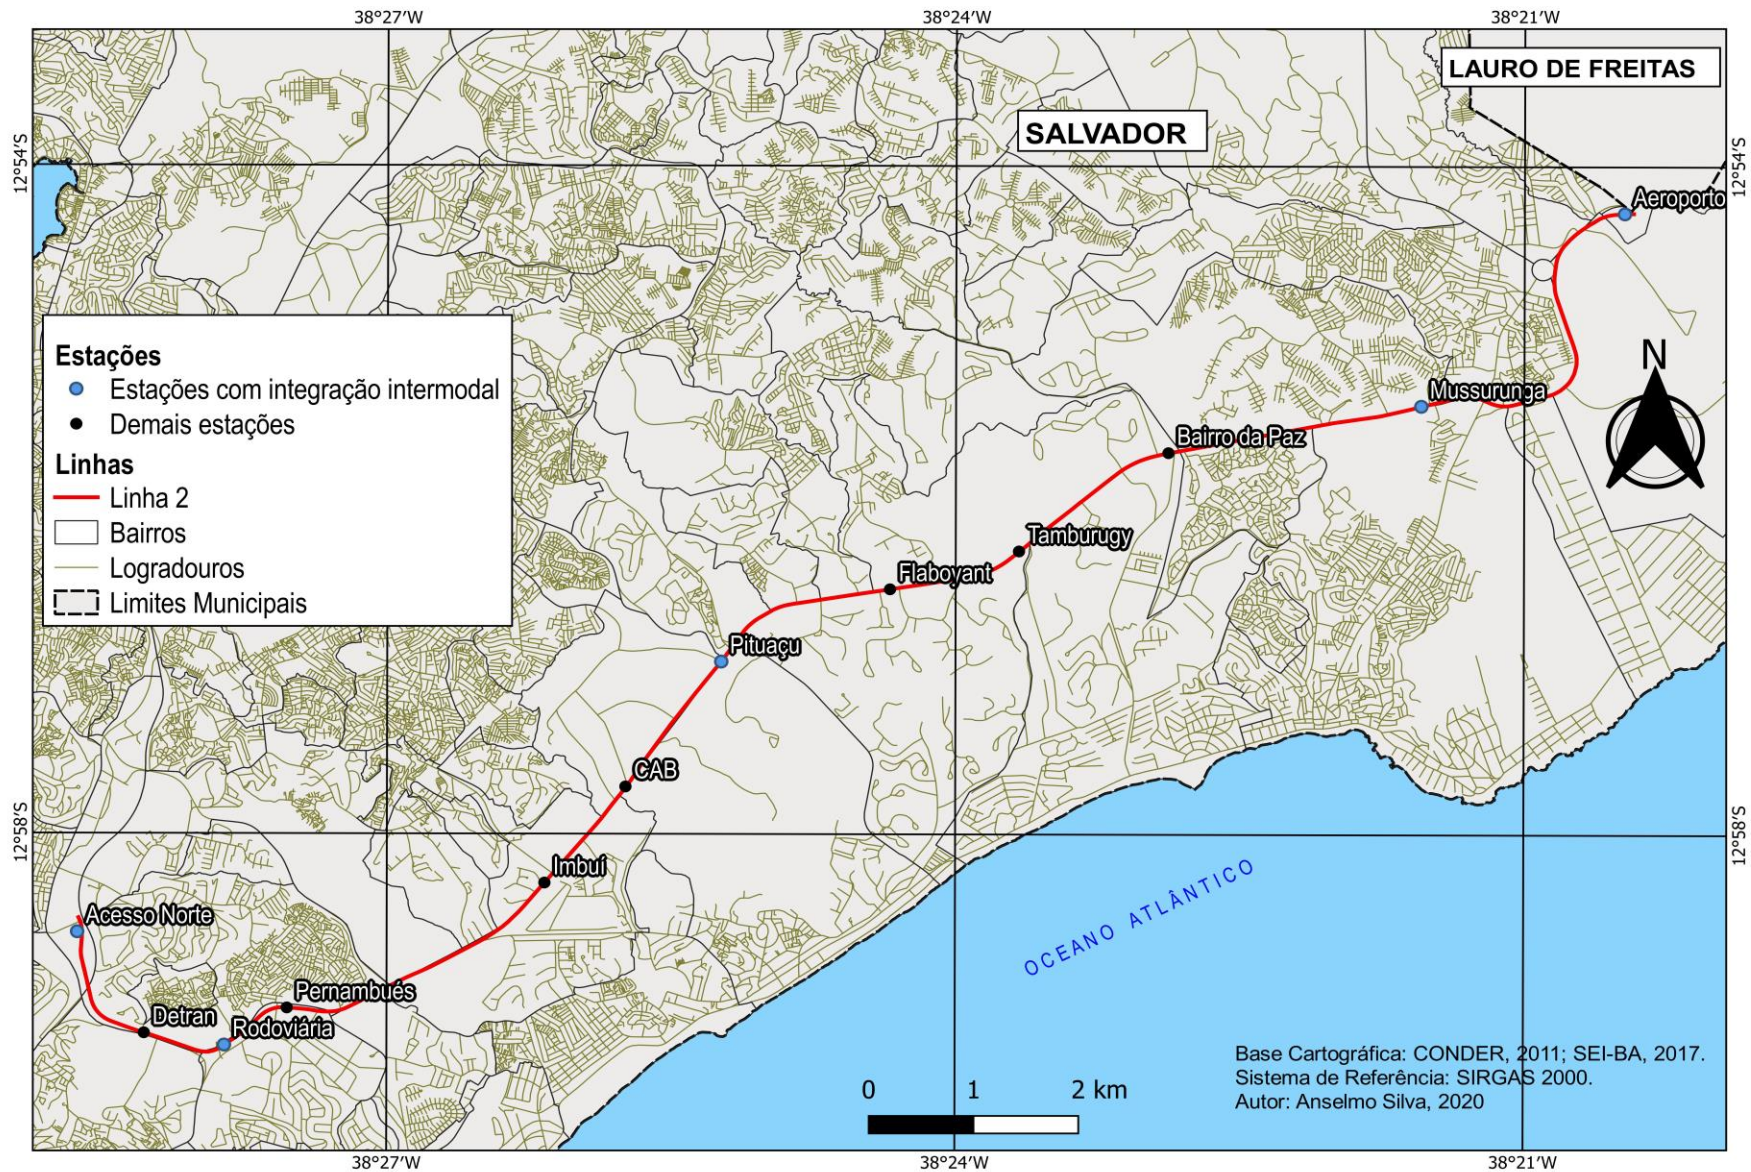 38°27'W
38°24'W
38°21'W
LAURO DE FREITAS
SALVADOR
12°54'S
12°54'S
Aeroporto
Estações
Estações com integração intermodal
Demais estações
Linhas
Linha 2
Bairros
Logradouros
Limites Municipais
N
Mussurunga
Bairro da Paz
Tamburugy
Flaboyant
Pituaçu
CAB
12°58'S
12°58'S
Imbuí
OCEANO ATLÂNTICO
Acesso Norte
Pernambués
Detran
Rodoviária
0 1 2 km
Base Cartográfica: CONDER, 2011; SEI-BA, 2017.
Sistema de Referência: SIRGAS 2000.
Autor: Anselmo Silva, 2020
38°27'W
38°24'W
38°21'W